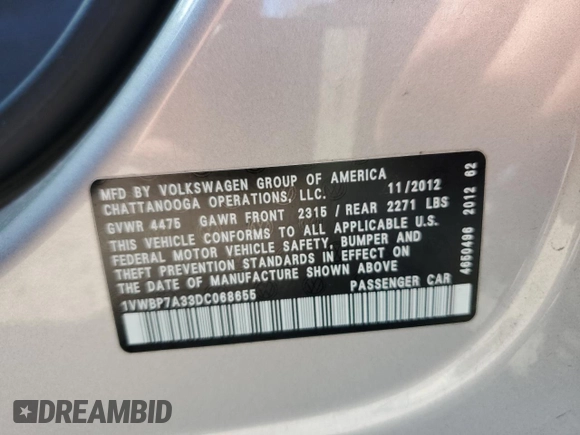 MFD BY VOLKSWAGEN GROUP OF AMERICA
CHATTANOOGA OPERATIONS, LLC. 11/2012
GVWR 4475 GAWR FRONT 2315 / REAR 2271 LBS
THIS VEHICLE CONFORMS TO ALL APPLICABLE U.S.
FEDERAL MOTOR VEHICLE SAFETY, BUMPER AND
THEFT PREVENTION STANDARDS IN EFFECT ON
THE DATE OF MANUFACTURE SHOWN ABOVE
1VWBP7A33DC068655 PASSENGER CAR
4650496 2012 62
DREAMBID